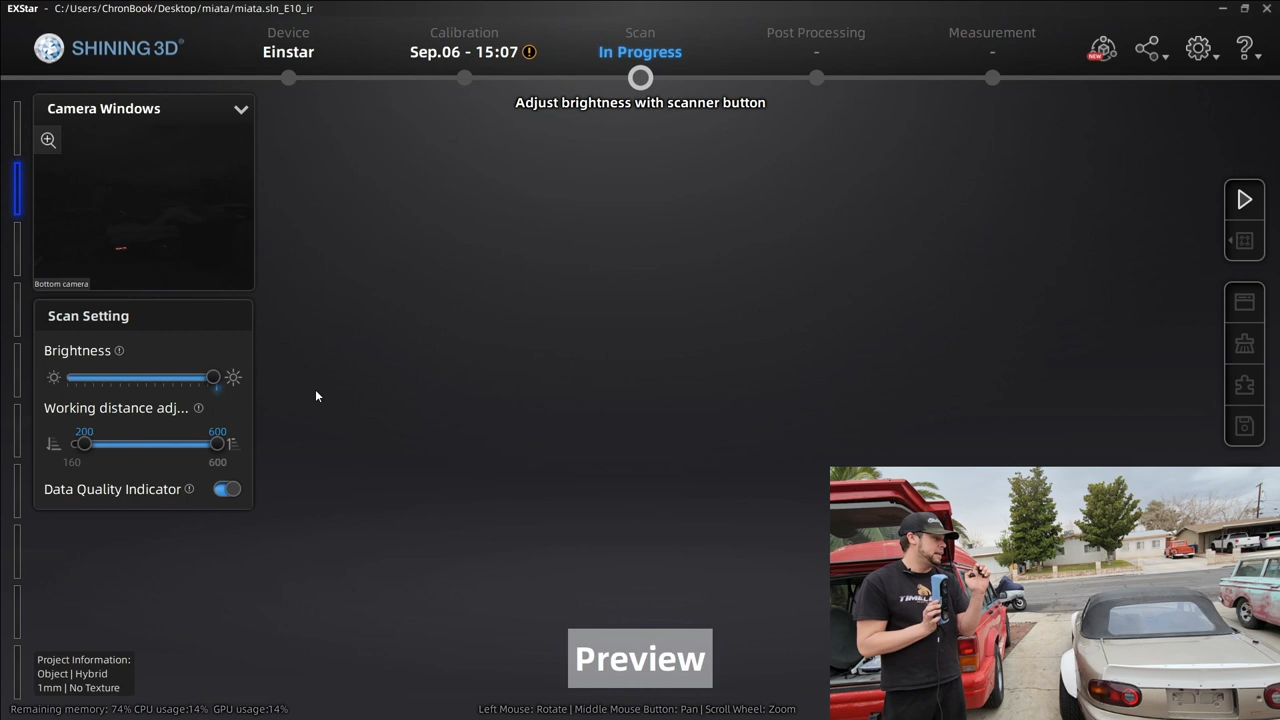 EXStar - C:/Users/ChronBook/Desktop/miata/miata.sln_E10_ir
SHINING 3D
Device
Einstar
Calibration
Sep.06 - 15:07
Scan
In Progress
Post Processing
-
Measurement
-
NEW
Adjust brightness with scanner button
Camera Windows
Bottom camera
Scan Setting
Brightness
Working distance adj...
200 600
160 600
Data Quality Indicator
Preview
Project Information:
Object | Hybrid
1mm | No Texture
Remaining memory: 74% CPU usage:14% GPU usage:14%
Left Mouse: Rotate | Middle Mouse Button: Pan | Scroll Wheel: Zoom